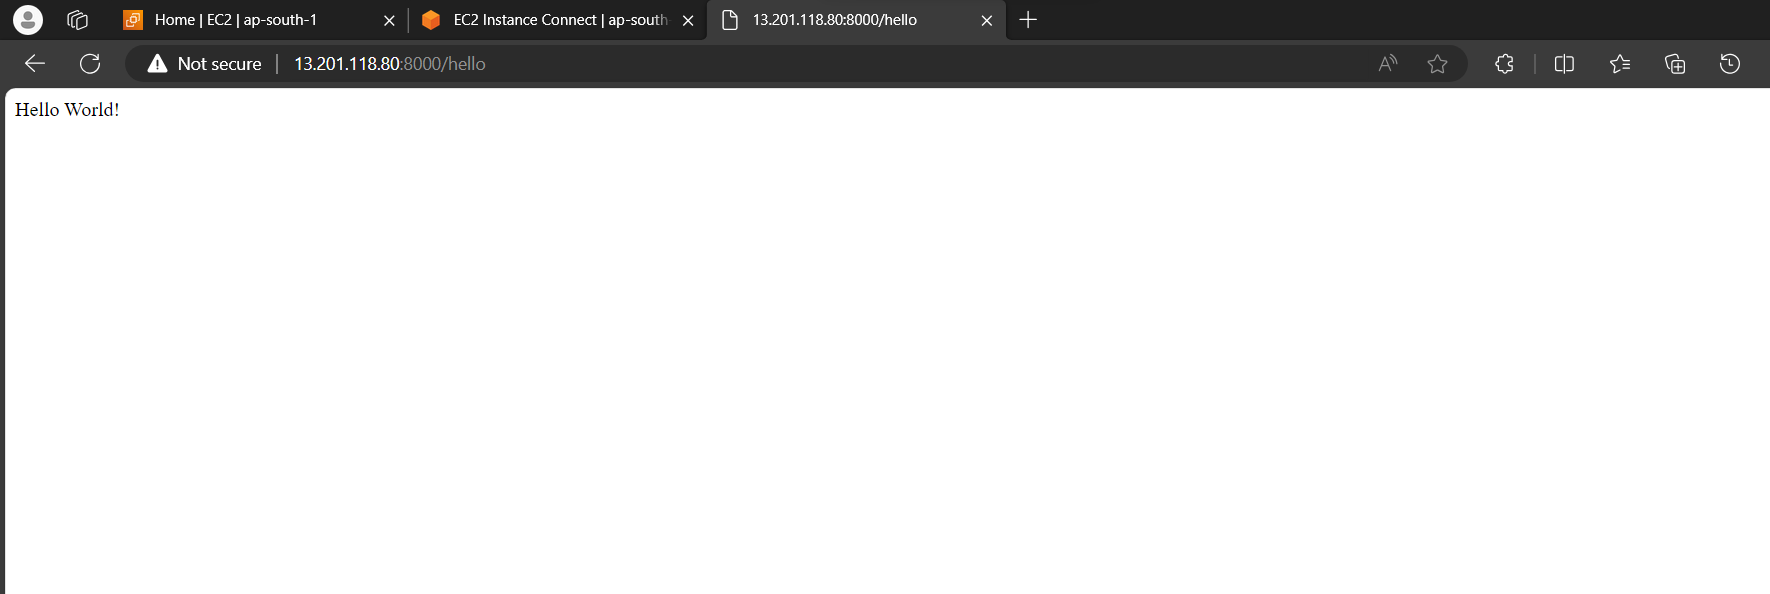 Home | EC2 | ap-south-1
EC2 Instance Connect | ap-south-
13.201.118.80:8000/hello
Not secure
13.201.118.80:8000/hello
Hello World!